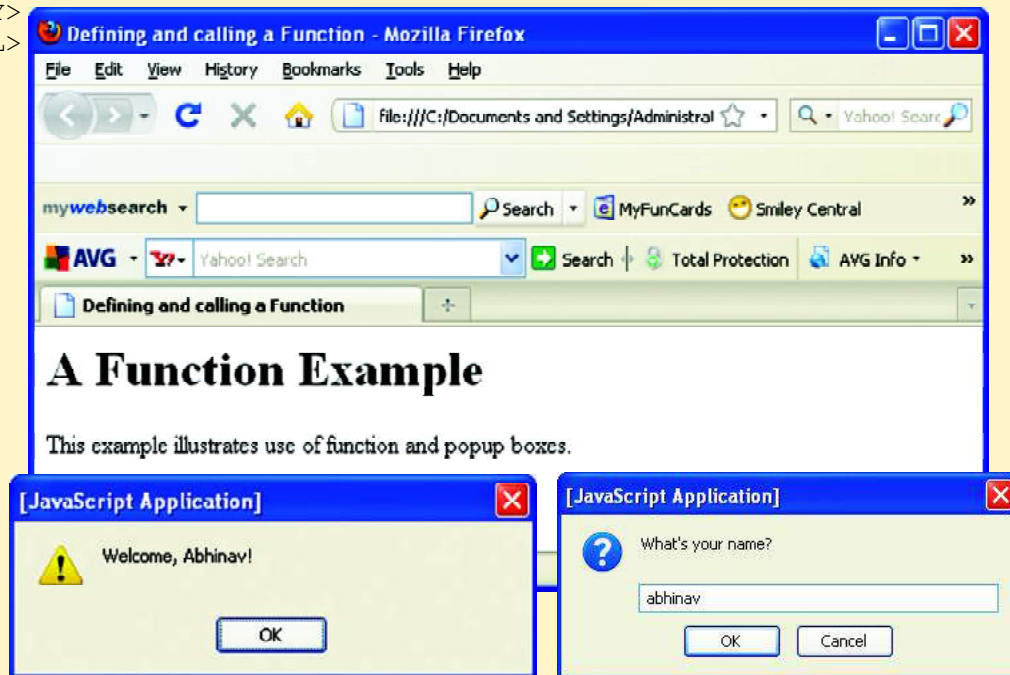 Y>
L>
Defining and calling a Function - Mozilla Firefox
File Edit View History Bookmarks Tools Help
file:///C:/Documents and Settings/Administrat
Yahoo! Searc
mywebsearch
Search
MyFunCards
Smiley Central
»
AVG
Y?
Yahoo! Search
Search
Total Protection
AVG Info
»
Defining and calling a Function
A Function Example
This example illustrates use of function and popup boxes.
[JavaScript Application]
Welcome, Abhinav!
OK
[JavaScript Application]
What's your name?
abhinav
OK Cancel